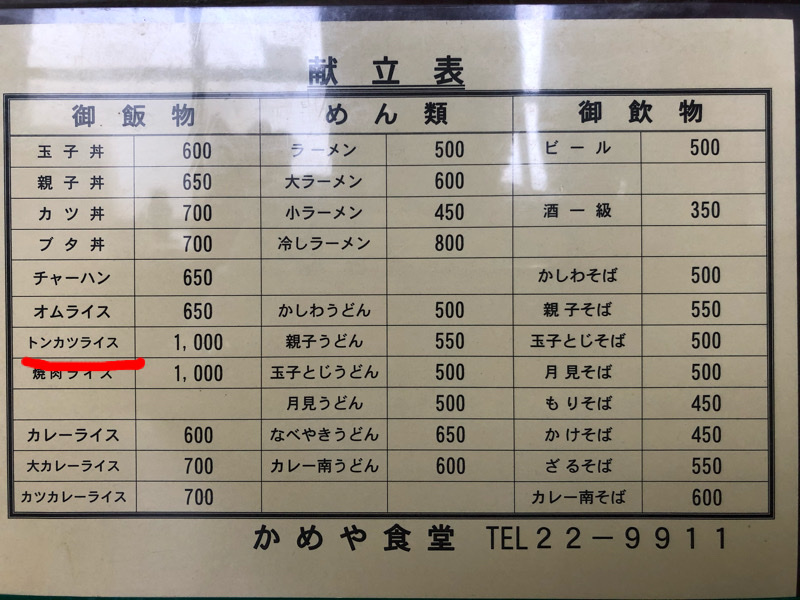 献立表
御飯物 めん類 御飲物
玉子丼 600 ラーメン 500 ビール 500
親子丼 650 大ラーメン 600
カツ丼 700 小ラーメン 450 酒一級 350
ブタ丼 700 冷しラーメン 800
チャーハン 650 かしわそば 500
オムライス 650 かしわうどん 500 親子そば 550
トンカツライス 1,000 親子うどん 550 玉子とじそば 500
焼肉ライス 1,000 玉子とじうどん 500 月見そば 500
月見うどん 500 もりそば 450
カレーライス 600 なべやきうどん 650 かけそば 450
大カレーライス 700 カレー南うどん 600 ざるそば 550
カツカレーライス 700 カレー南そば 600
かめや食堂 TEL22-9911